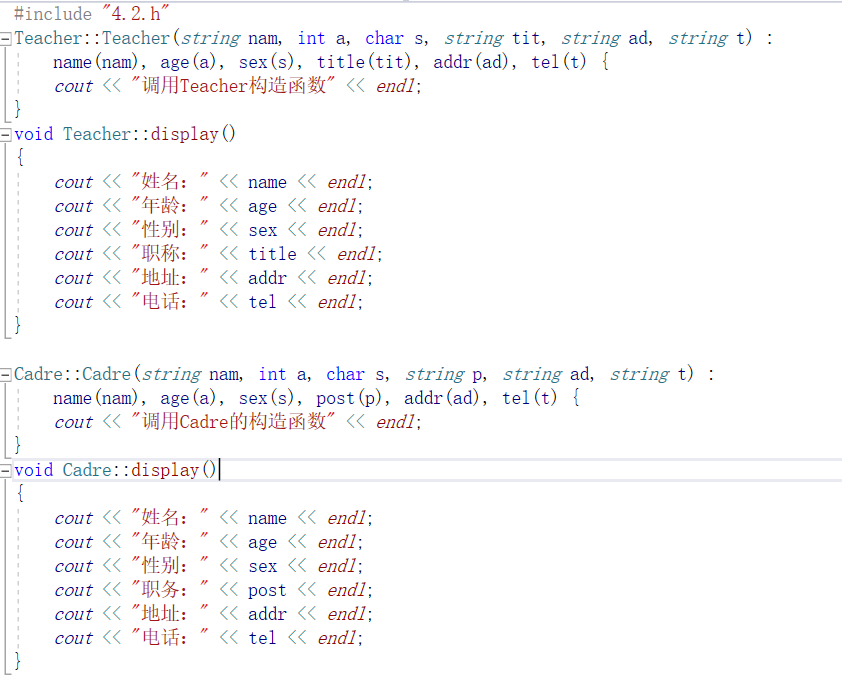 #include "4.2.h"
Teacher::Teacher(string nam, int a, char s, string tit, string ad, string t) :
name(nam), age(a), sex(s), title(tit), addr(ad), tel(t) {
cout << "调用Teacher构造函数" << endl;
}
void Teacher::display()
{
cout << "姓名：" << name << endl;
cout << "年龄：" << age << endl;
cout << "性别：" << sex << endl;
cout << "职称：" << title << endl;
cout << "地址：" << addr << endl;
cout << "电话：" << tel << endl;
}
Cadre::Cadre(string nam, int a, char s, string p, string ad, string t) :
name(nam), age(a), sex(s), post(p), addr(ad), tel(t) {
cout << "调用Cadre的构造函数" << endl;
}
void Cadre::display()
{
cout << "姓名：" << name << endl;
cout << "年龄：" << age << endl;
cout << "性别：" << sex << endl;
cout << "职务：" << post << endl;
cout << "地址：" << addr << endl;
cout << "电话：" << tel << endl;
}